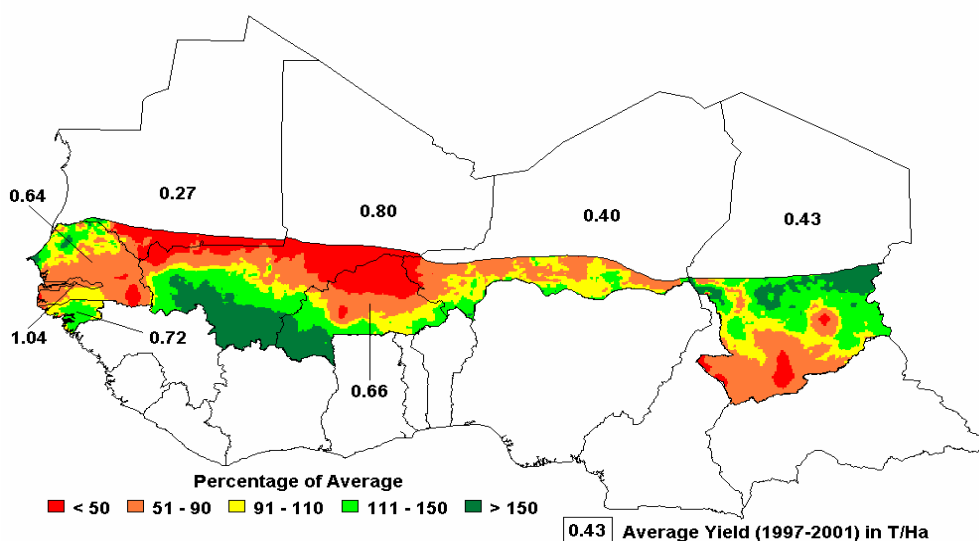 0.64
0.27
0.80
0.40
0.43
1.04
0.72
0.66
Percentage of Average
< 50 51 - 90 91 - 110 111 - 150 > 150
0.43 Average Yield (1997-2001) in T/Ha